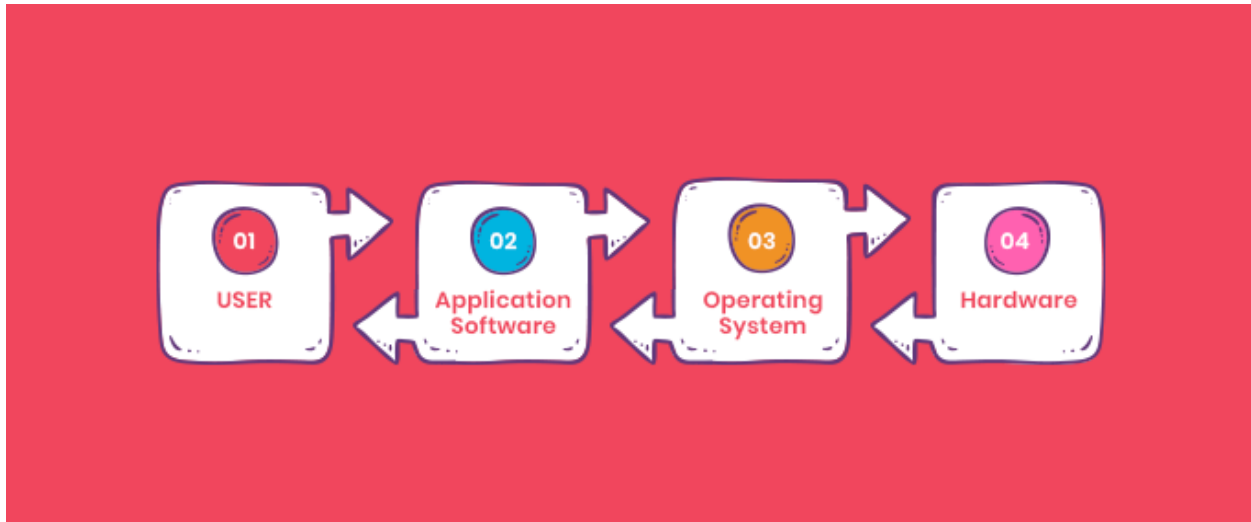 01
USER
02
Application
Software
03
Operating
System
04
Hardware